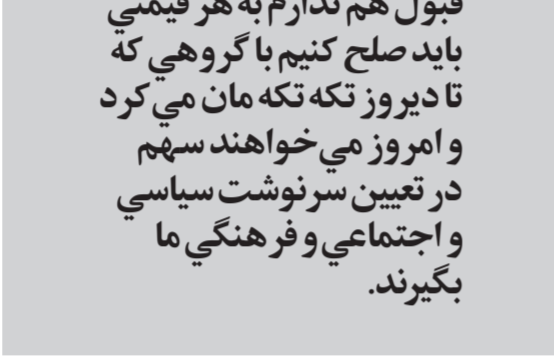 قبول هم ندارم به هر قيمتي
بايد صلح كنيم با گروهي كه
تا ديروز تكه تكه مان مي كرد
و امروز مي خواهند سهم
در تعيين سرنوشت سياسي
و اجتماعي و فرهنگي ما
بگيرند.